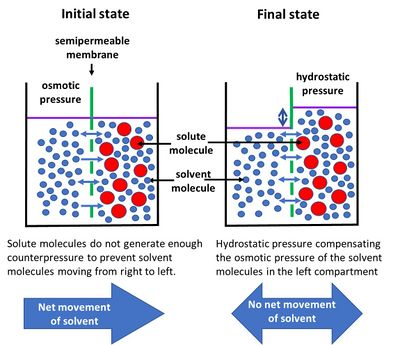 Initial state
Final state
semipermeable
membrane
osmotic
pressure
hydrostatic
pressure
solute
molecule
solvent
molecule
Solute molecules do not generate enough
counterpressure to prevent solvent
molecules moving from right to left.
Hydrostatic pressure compensating
the osmotic pressure of the solvent
molecules in the left compartment
Net movement
of solvent
No net movement
of solvent